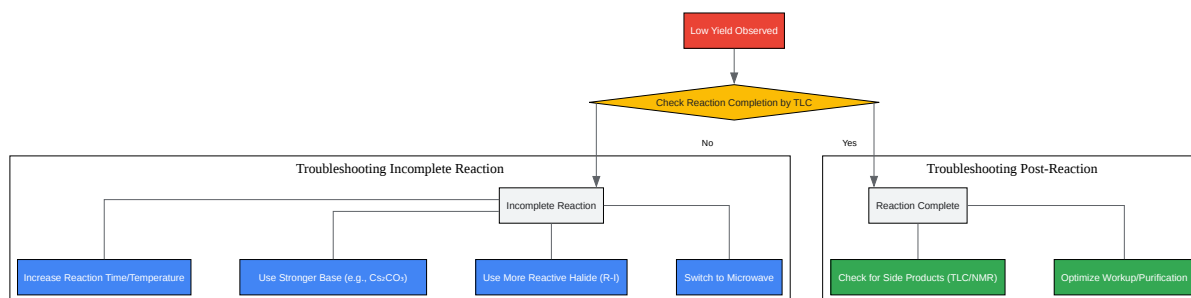 Low Yield Observed
Check Reaction Completion by TLC
No
Yes
Troubleshooting Incomplete Reaction
Troubleshooting Post-Reaction
Incomplete Reaction
Reaction Complete
Increase Reaction Time/Temperature
Use Stronger Base (e.g., Cs₂CO₃)
Use More Reactive Halide (R-I)
Switch to Microwave
Check for Side Products (TLC/NMR)
Optimize Workup/Purification